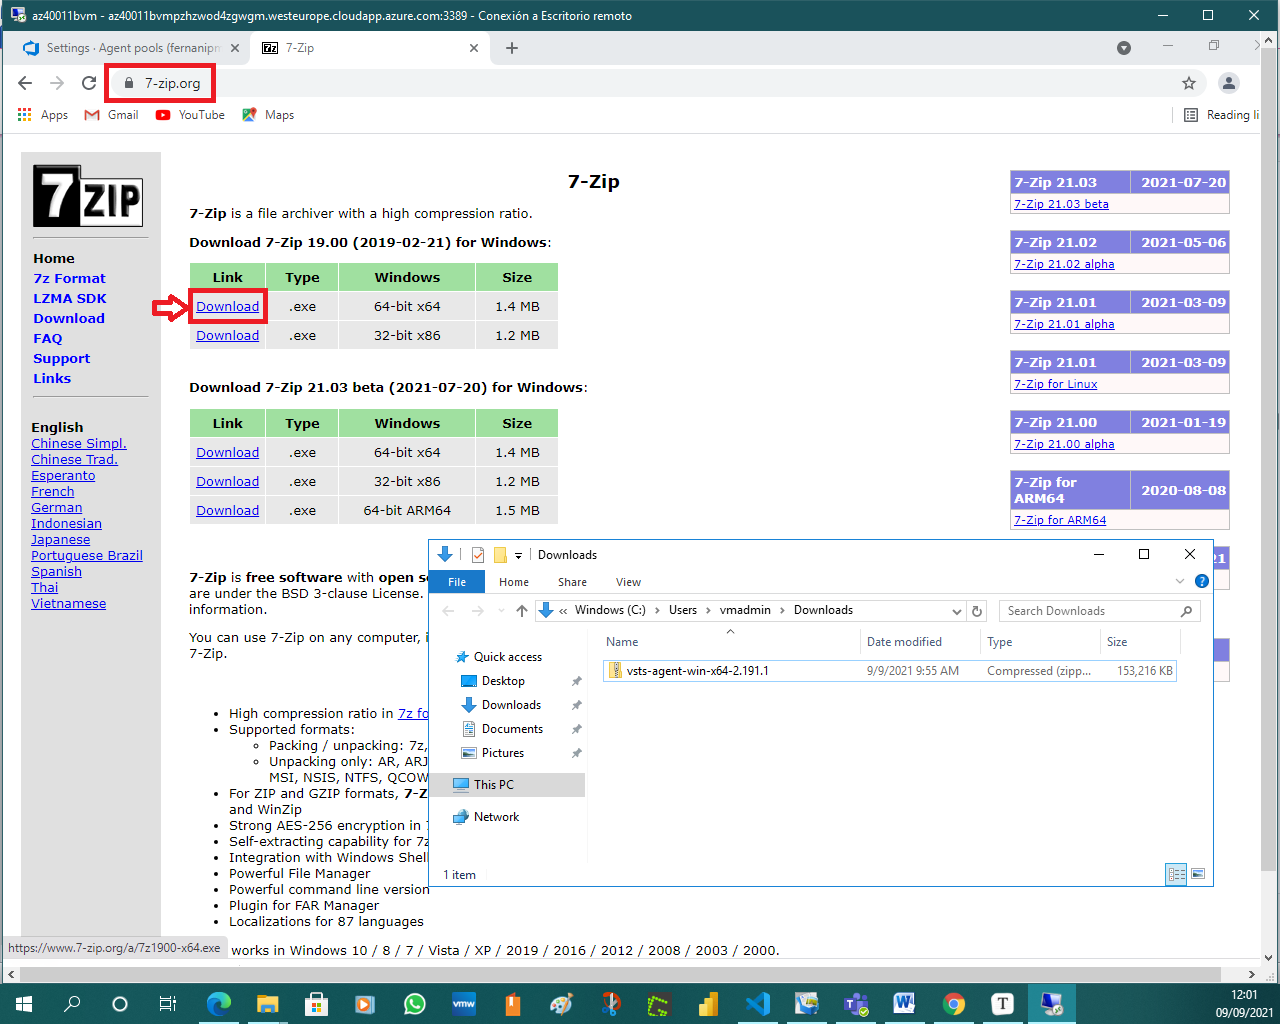 az40011bvm - az40011bvmpzhzwod4zgwgm.westeurope.cloudapp.azure.com:3389 - Conexión a Escritorio remoto
Settings · Agent pools (fernanipm
7-Zip
7-zip.org
Apps
Gmail
YouTube
Maps
Reading li
7ZIP
Home
7z Format
LZMA SDK
Download
FAQ
Support
Links
English
Chinese Simpl.
Chinese Trad.
Esperanto
French
German
Indonesian
Japanese
Portuguese Brazil
Spanish
Thai
Vietnamese
7-Zip
7-Zip is a file archiver with a high compression ratio.
Download 7-Zip 19.00 (2019-02-21) for Windows:
Link Type Windows Size
Download .exe 64-bit x64 1.4 MB
Download .exe 32-bit x86 1.2 MB
Download 7-Zip 21.03 beta (2021-07-20) for Windows:
Link Type Windows Size
Download .exe 64-bit x64 1.4 MB
Download .exe 32-bit x86 1.2 MB
Download .exe 64-bit ARM64 1.5 MB
7-Zip is free software with open s
are under the BSD 3-clause License.
information.
You can use 7-Zip on any computer, i
7-Zip.
High compression ratio in 7z fo
Supported formats:
Packing / unpacking: 7z,
Unpacking only: AR, ARJ
MSI, NSIS, NTFS, QCOW
For ZIP and GZIP formats, 7-Z
and WinZip
Strong AES-256 encryption in 7
Self-extracting capability for 7z
Integration with Windows Shell
Powerful File Manager
Powerful command line version
Plugin for FAR Manager
Localizations for 87 languages
works in Windows 10 / 8 / 7 / Vista / XP / 2019 / 2016 / 2012 / 2008 / 2003 / 2000.
https://www.7-zip.org/a/7z1900-x64.exe
7-Zip 21.03 2021-07-20
7-Zip 21.03 beta
7-Zip 21.02 2021-05-06
7-Zip 21.02 alpha
7-Zip 21.01 2021-03-09
7-Zip 21.01 alpha
7-Zip 21.01 2021-03-09
7-Zip for Linux
7-Zip 21.00 2021-01-19
7-Zip 21.00 alpha
7-Zip for
ARM64 2020-08-08
7-Zip for ARM64
21
Downloads
File Home Share View
« Windows (C:) > Users > vmadmin > Downloads
Search Downloads
Quick access
Desktop
Downloads
Documents
Pictures
This PC
Network
Name Date modified Type Size
vsts-agent-win-x64-2.191.1 9/9/2021 9:55 AM Compressed (zipp... 153,216 KB
1 item
vmw
12:01
09/09/2021